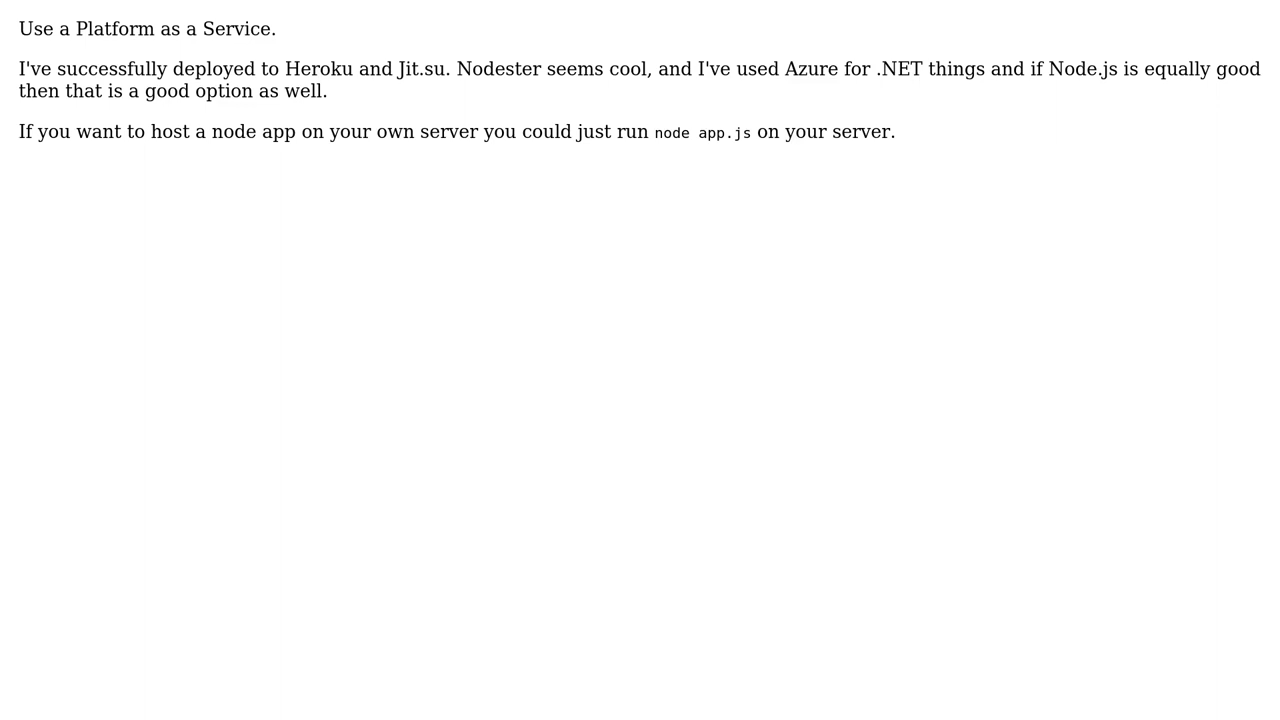 Use a Platform as a Service.
I've successfully deployed to Heroku and Jit.su. Nodester seems cool, and I've used Azure for .NET things and if Node.js is equally good
then that is a good option as well.
If you want to host a node app on your own server you could just run node app.js on your server.